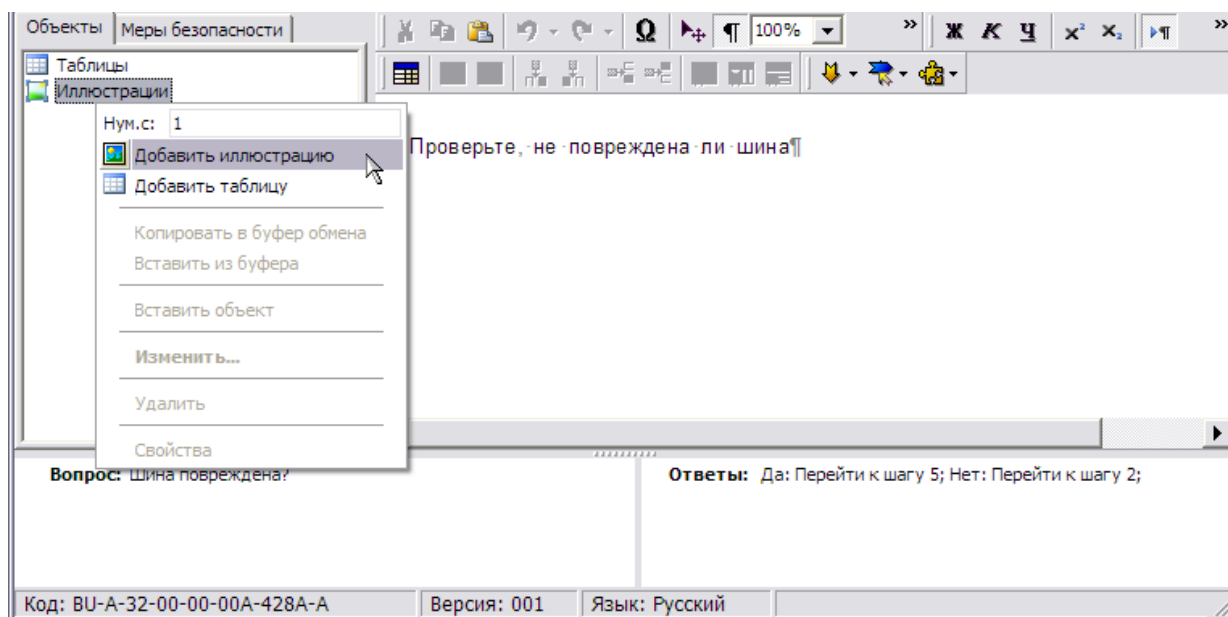 Объекты Меры безопасности
Ω ¶ 100% » Ж К Ч x² x₂ ¶ »
Таблицы
Иллюстрации
Нум.с: 1
Добавить иллюстрацию
Проверьте, не повреждена ли шина¶
Добавить таблицу
Копировать в буфер обмена
Вставить из буфера
Вставить объект
Изменить...
Удалить
Свойства
Вопрос: Шина повреждена?
Ответы: Да: Перейти к шагу 5; Нет: Перейти к шагу 2;
Код: BU-A-32-00-00-00A-428A-A Версия: 001 Язык: Русский